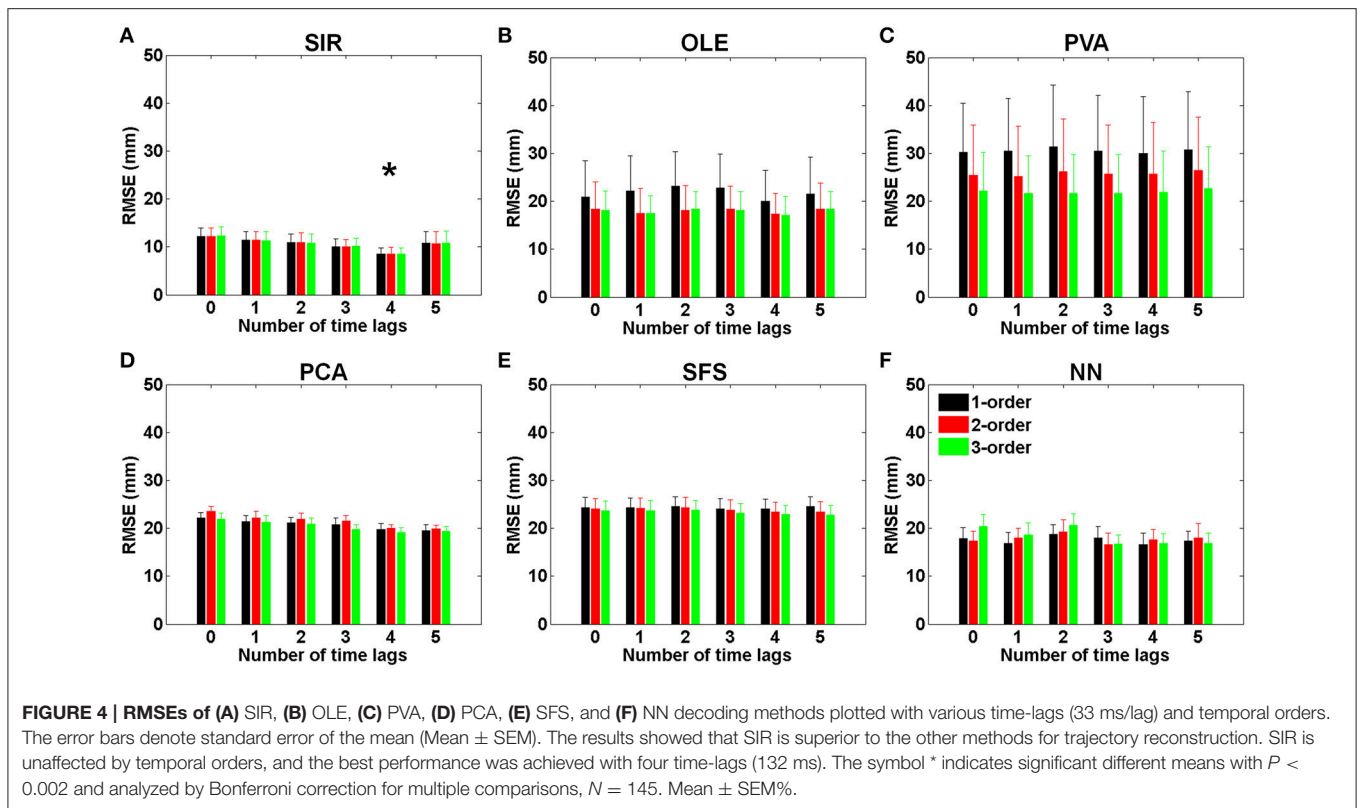 A
SIR
RMSE (mm)
50
40
30
20
10
0
*
0 1 2 3 4 5
Number of time lags
B
OLE
RMSE (mm)
50
40
30
20
10
0
0 1 2 3 4 5
Number of time lags
C
PVA
RMSE (mm)
50
40
30
20
10
0
0 1 2 3 4 5
Number of time lags
D
PCA
RMSE (mm)
50
40
30
20
10
0
0 1 2 3 4 5
Number of time lags
E
SFS
RMSE (mm)
50
40
30
20
10
0
0 1 2 3 4 5
Number of time lags
F
NN
RMSE (mm)
50
40
30
20
10
0
1-order
2-order
3-order
0 1 2 3 4 5
Number of time lags
FIGURE 4 | RMSEs of (A) SIR, (B) OLE, (C) PVA, (D) PCA, (E) SFS, and (F) NN decoding methods plotted with various time-lags (33 ms/lag) and temporal orders.
The error bars denote standard error of the mean (Mean ± SEM). The results showed that SIR is superior to the other methods for trajectory reconstruction. SIR is
unaffected by temporal orders, and the best performance was achieved with four time-lags (132 ms). The symbol * indicates significant different means with P <
0.002 and analyzed by Bonferroni correction for multiple comparisons, N = 145. Mean ± SEM%.